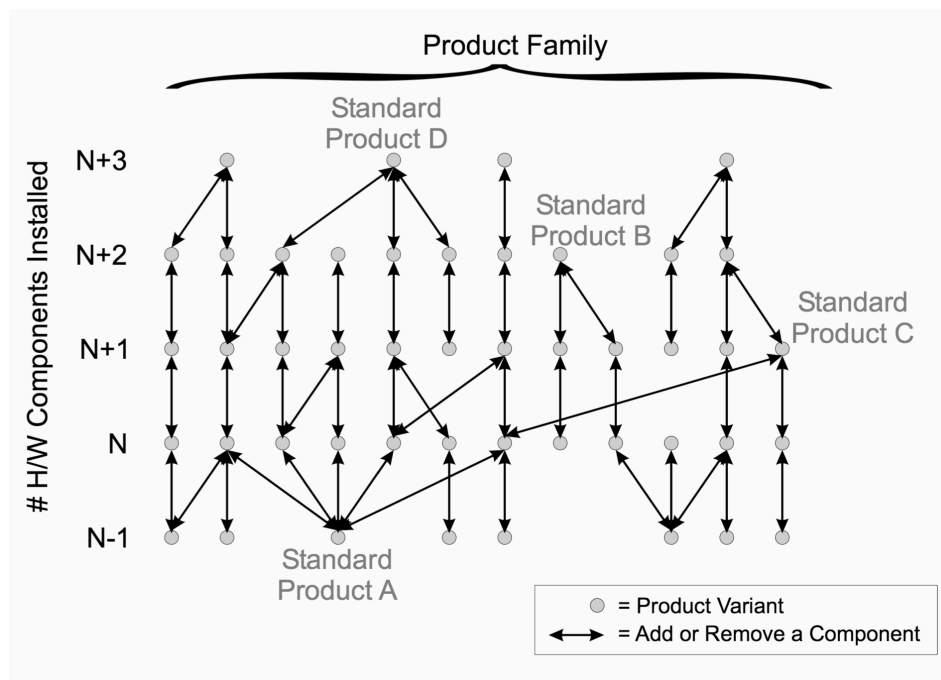 Product Family
Standard
Product D
N+3
Standard
Product B
N+2
Standard
Product C
N+1
N
N-1
# H/W Components Installed
Standard
Product A
= Product Variant
= Add or Remove a Component